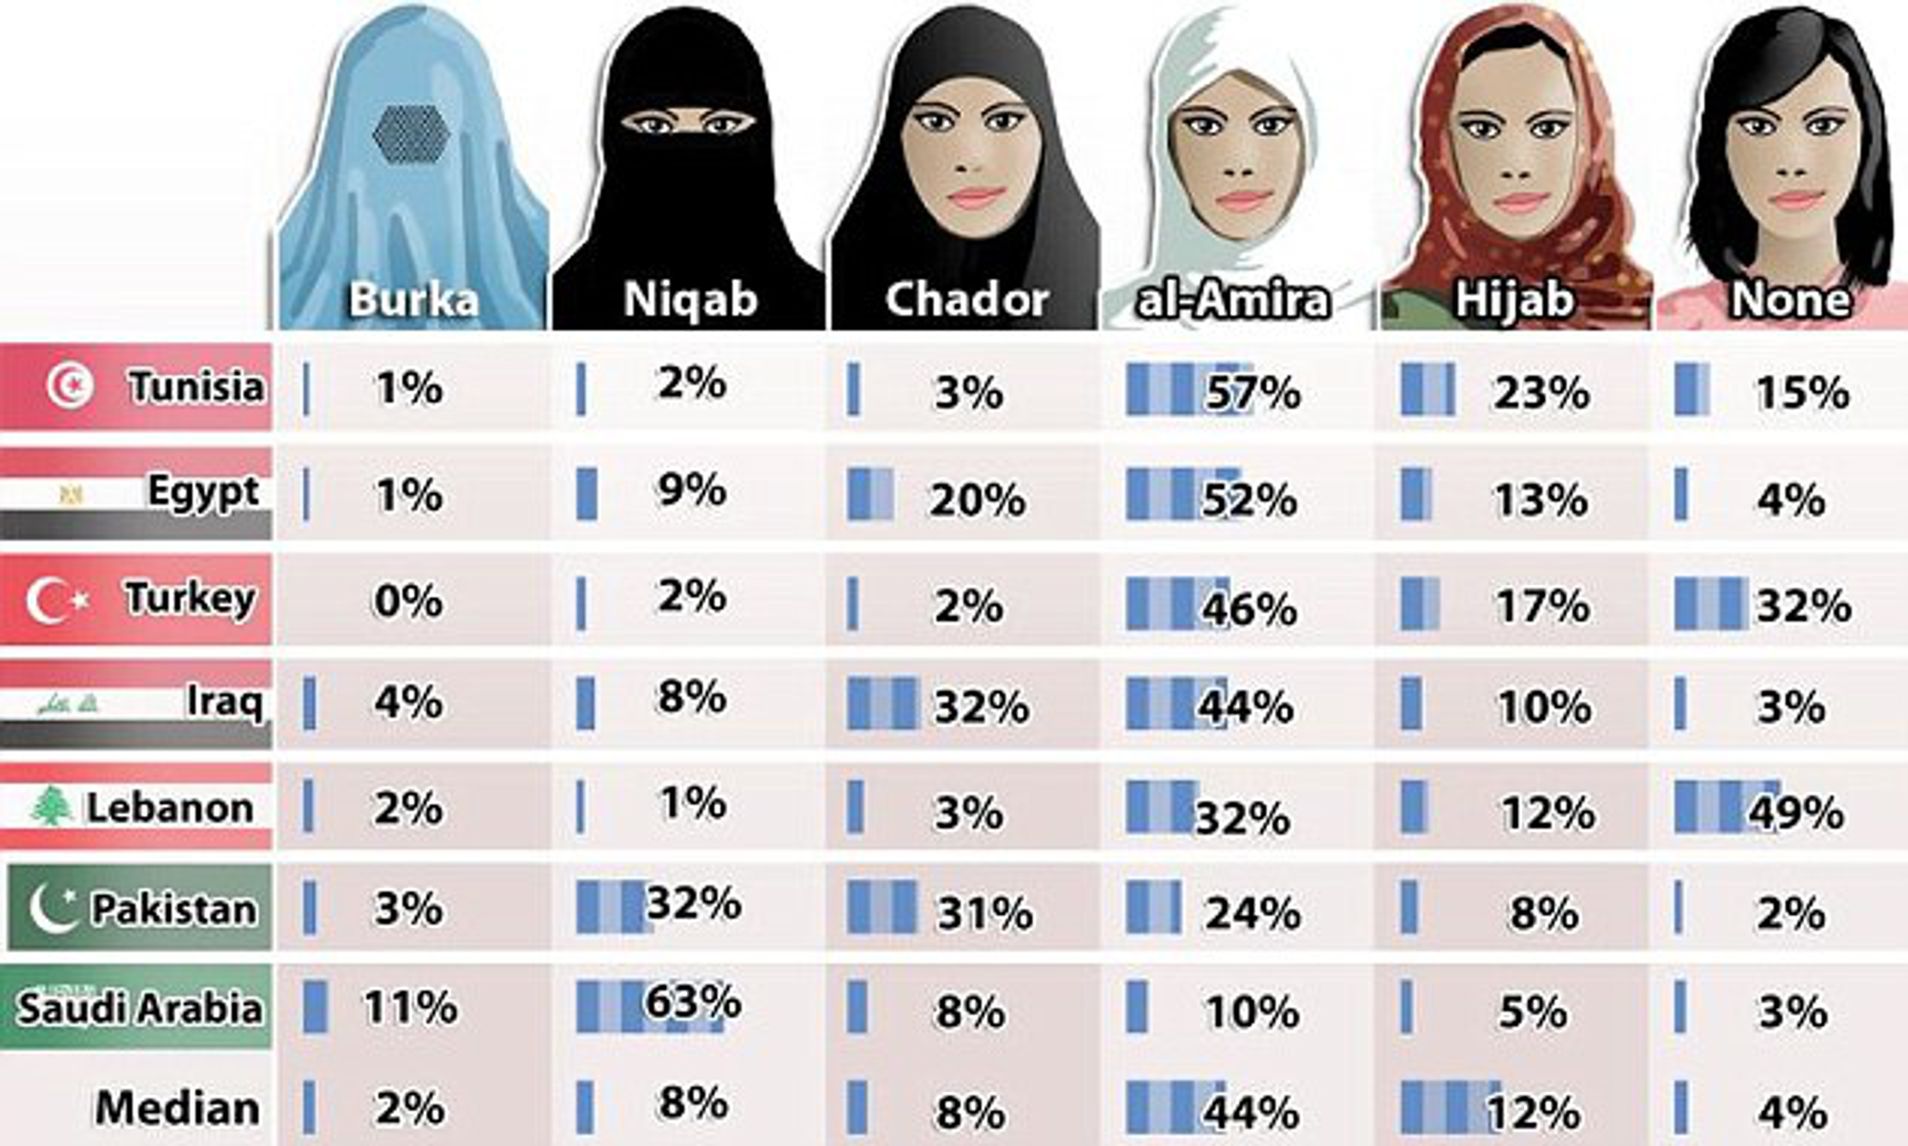 Burka Niqab Chador al-Amira Hijab None
Tunisia 1% 2% 3% 57% 23% 15%
Egypt 1% 9% 20% 52% 13% 4%
Turkey 0% 2% 2% 46% 17% 32%
Iraq 4% 8% 32% 44% 10% 3%
Lebanon 2% 1% 3% 32% 12% 49%
Pakistan 3% 32% 31% 24% 8% 2%
Saudi Arabia 11% 63% 8% 10% 5% 3%
Median 2% 8% 8% 44% 12% 4%